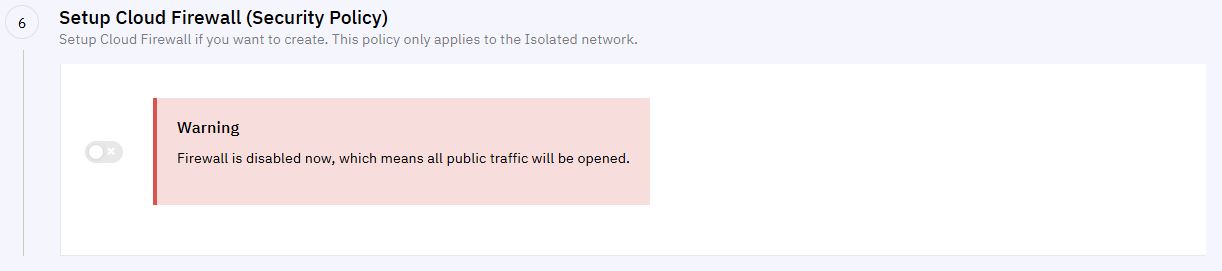 6
Setup Cloud Firewall (Security Policy)
Setup Cloud Firewall if you want to create. This policy only applies to the Isolated network.
Warning
Firewall is disabled now, which means all public traffic will be opened.